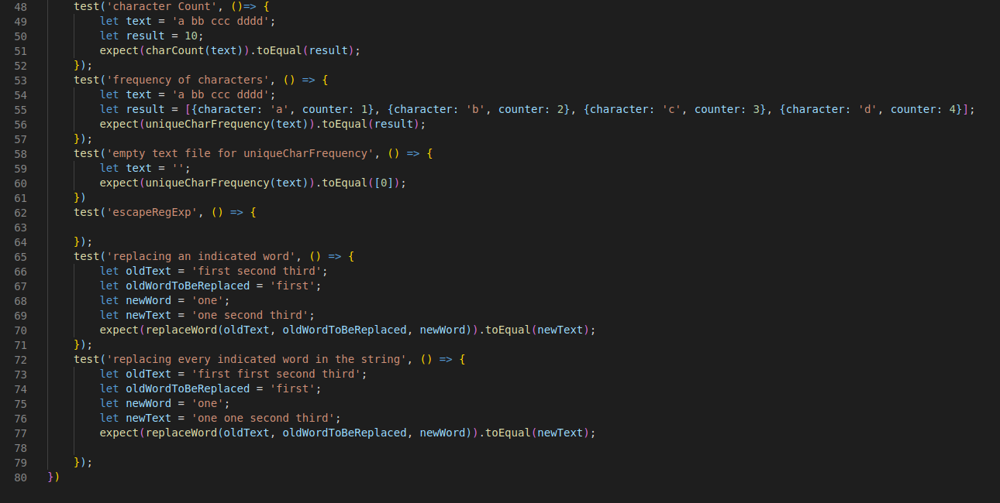 48 test('character Count', ()=> {
49 let text = 'a bb ccc dddd';
50 let result = 10;
51 expect(charCount(text)).toEqual(result);
52 });
53 test('frequency of characters', () => {
54 let text = 'a bb ccc dddd';
55 let result = [{character: 'a', counter: 1}, {character: 'b', counter: 2}, {character: 'c', counter: 3}, {character: 'd', counter: 4}];
56 expect(uniqueCharFrequency(text)).toEqual(result);
57 });
58 test('empty text file for uniqueCharFrequency', () => {
59 let text = '';
60 expect(uniqueCharFrequency(text)).toEqual([0]);
61 })
62 test('escapeRegExp', () => {
63
64 });
65 test('replacing an indicated word', () => {
66 let oldText = 'first second third';
67 let oldWordToBeReplaced = 'first';
68 let newWord = 'one';
69 let newText = 'one second third';
70 expect(replaceWord(oldText, oldWordToBeReplaced, newWord)).toEqual(newText);
71 });
72 test('replacing every indicated word in the string', () => {
73 let oldText = 'first first second third';
74 let oldWordToBeReplaced = 'first';
75 let newWord = 'one';
76 let newText = 'one one second third';
77 expect(replaceWord(oldText, oldWordToBeReplaced, newWord)).toEqual(newText);
78
79 });
80 })